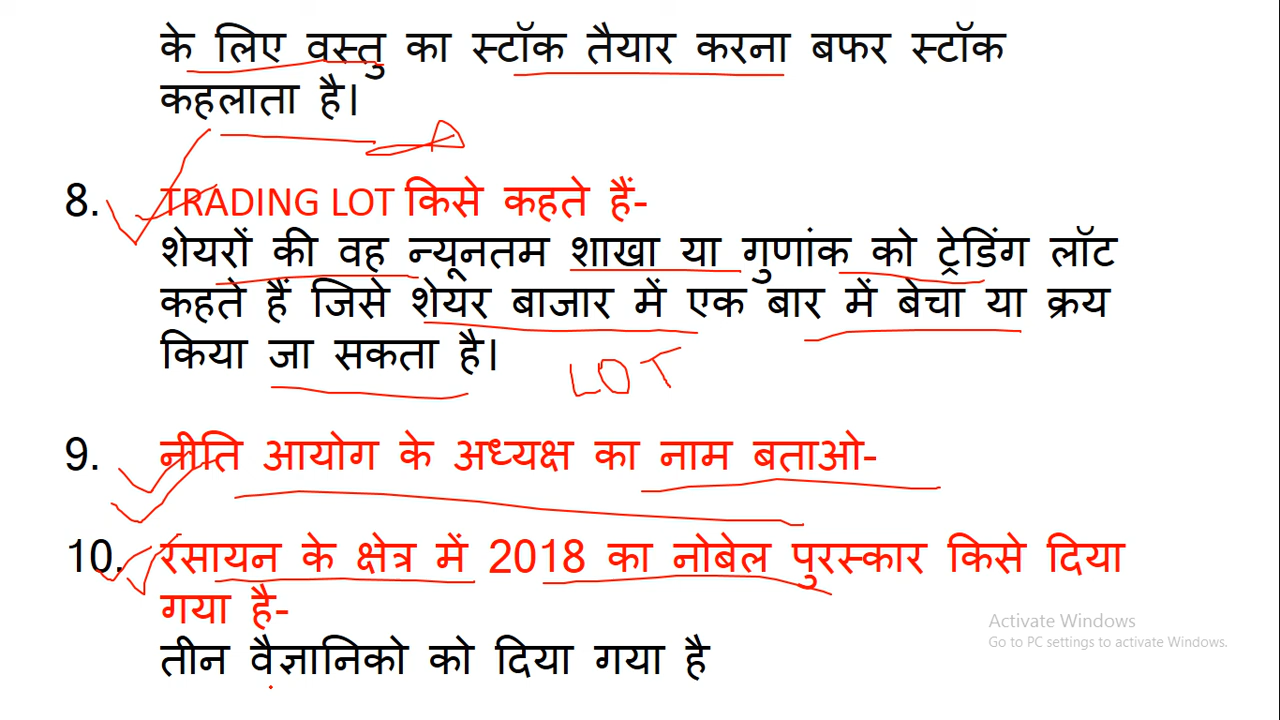 के लिए वस्तु का स्टॉक तैयार करना बफर स्टॉक
कहलाता है।
8. TRADING LOT किसे कहते हैं-
शेयरों की वह न्यूनतम शाखा या गुणांक को ट्रेडिंग लॉट
कहते हैं जिसे शेयर बाजार में एक बार में बेचा या क्रय
किया जा सकता है।
LOT
9. नीति आयोग के अध्यक्ष का नाम बताओ-
10. रसायन के क्षेत्र में 2018 का नोबेल पुरस्कार किसे दिया
गया है-
तीन वैज्ञानिको को दिया गया है
Activate Windows
Go to PC settings to activate Windows.